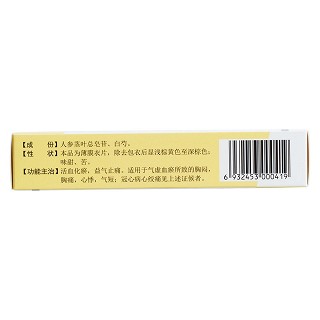 【成　份】人参茎叶总皂苷、白芍。
【性　状】本品为薄膜衣片，除去包衣后显浅棕黄色至深棕色；
味甜、苦。
【功能主治】活血化瘀，益气止痛。适用于气虚血瘀所致的胸闷，
胸痛，心悸，气短；冠心病心绞痛见上述证候者。
6 932453 000419